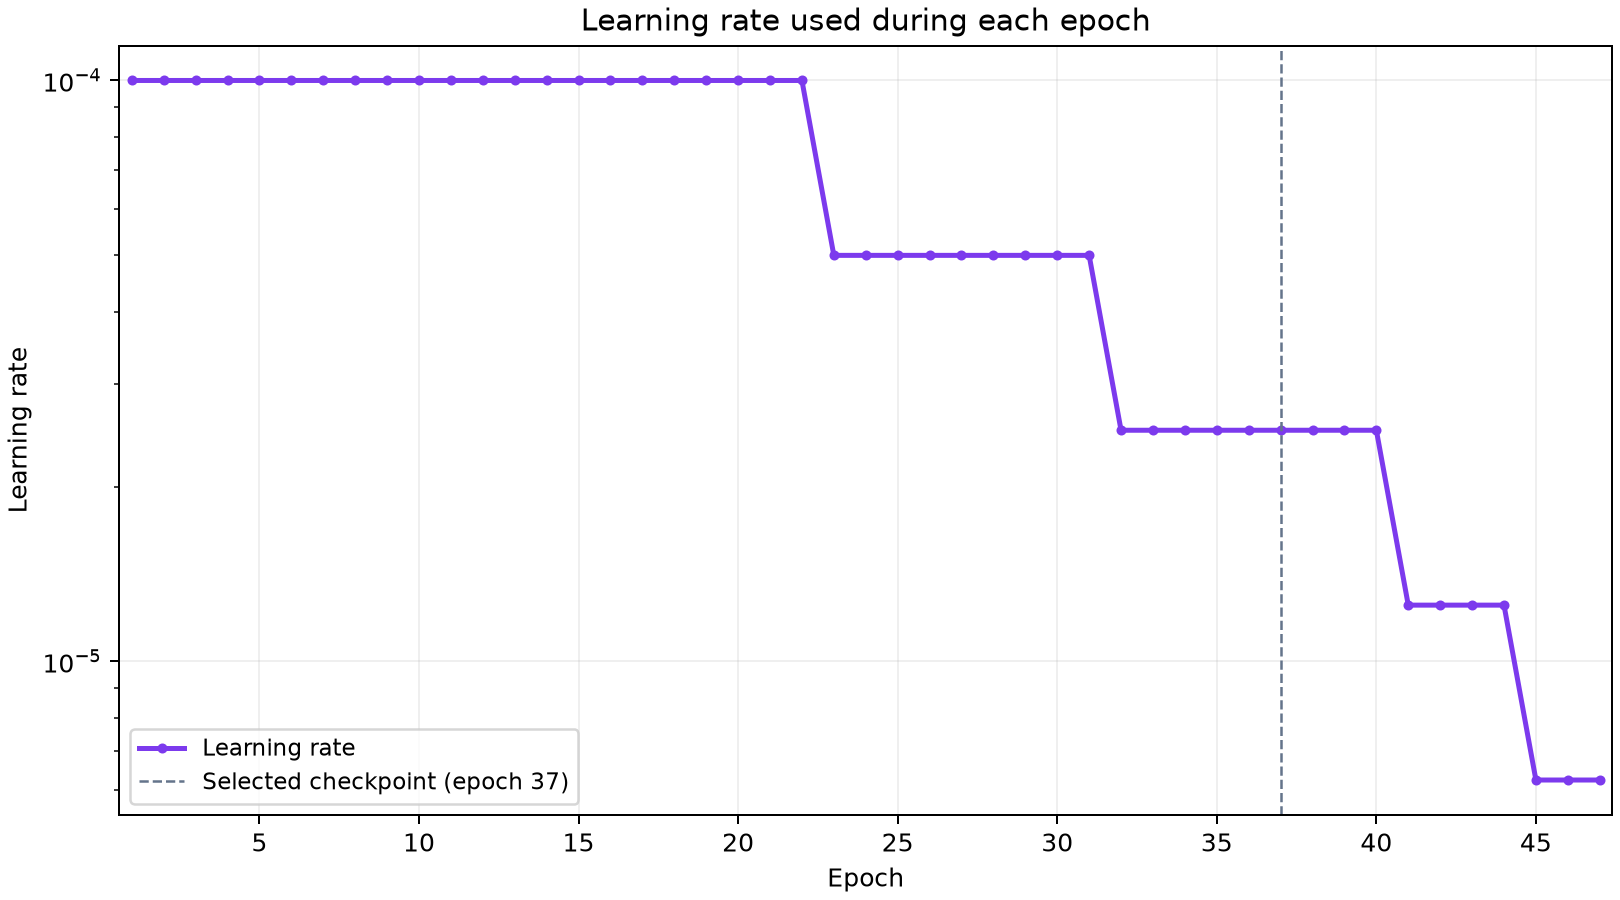 Learning rate used during each epoch
Learning rate
10⁻⁴
10⁻⁵
Learning rate
Selected checkpoint (epoch 37)
5 10 15 20 25 30 35 40 45
Epoch